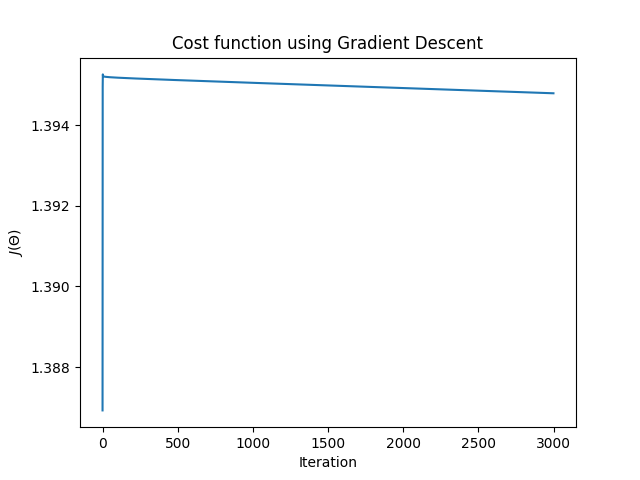 Cost function using Gradient Descent
1.394
1.392
1.390
1.388
J(Θ)
0 500 1000 1500 2000 2500 3000
Iteration